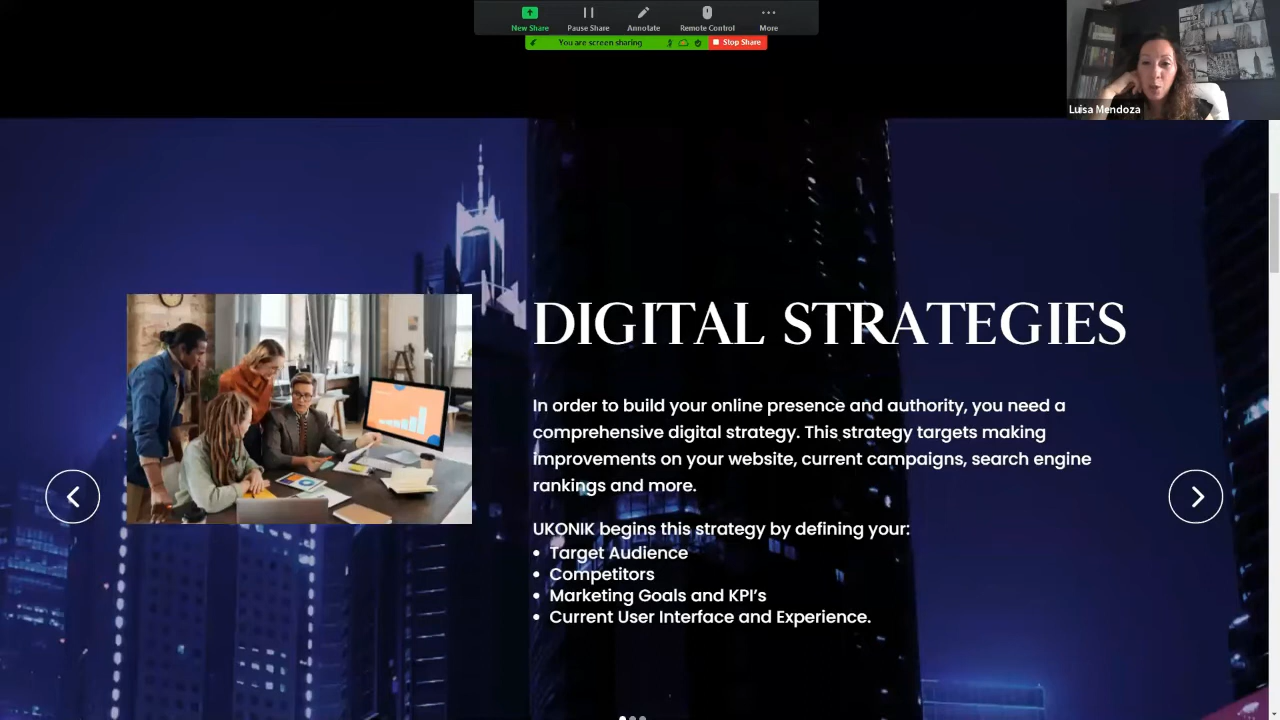 New Share
Pause Share
Annotate
Remote Control
More
You are screen sharing
Stop Share
Luisa Mendoza
DIGITAL STRATEGIES
In order to build your online presence and authority, you need a
comprehensive digital strategy. This strategy targets making
improvements on your website, current campaigns, search engine
rankings and more.
UKONIK begins this strategy by defining your:
• Target Audience
• Competitors
• Marketing Goals and KPI's
• Current User Interface and Experience.